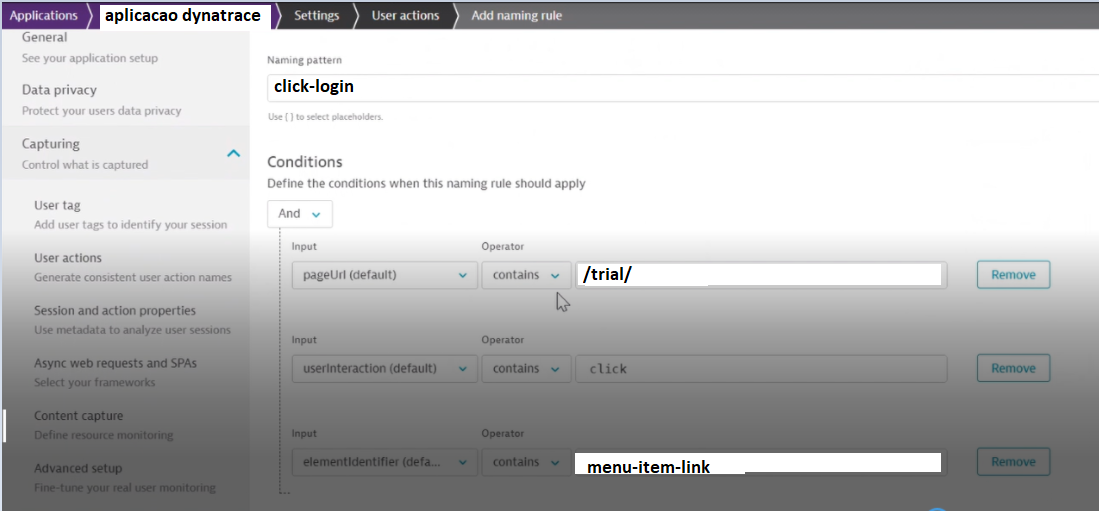 Applications aplicacao dynatrace Settings User actions Add naming rule
General
See your application setup
Data privacy
Protect your users data privacy
Capturing
Control what is captured
User tag
Add user tags to identify your session
User actions
Generate consistent user action names
Session and action properties
Use metadata to analyze user sessions
Async web requests and SPAs
Select your frameworks
Content capture
Define resource monitoring
Advanced setup
Fine-tune your real user monitoring
Naming pattern
click-login
Use { } to select placeholders.
Conditions
Define the conditions when this naming rule should apply
And
Input Operator
pageUrl (default) contains /trial/ Remove
Input Operator
userInteraction (default) contains click Remove
Input Operator
elementIdentifier (defa... contains menu-item-link Remove